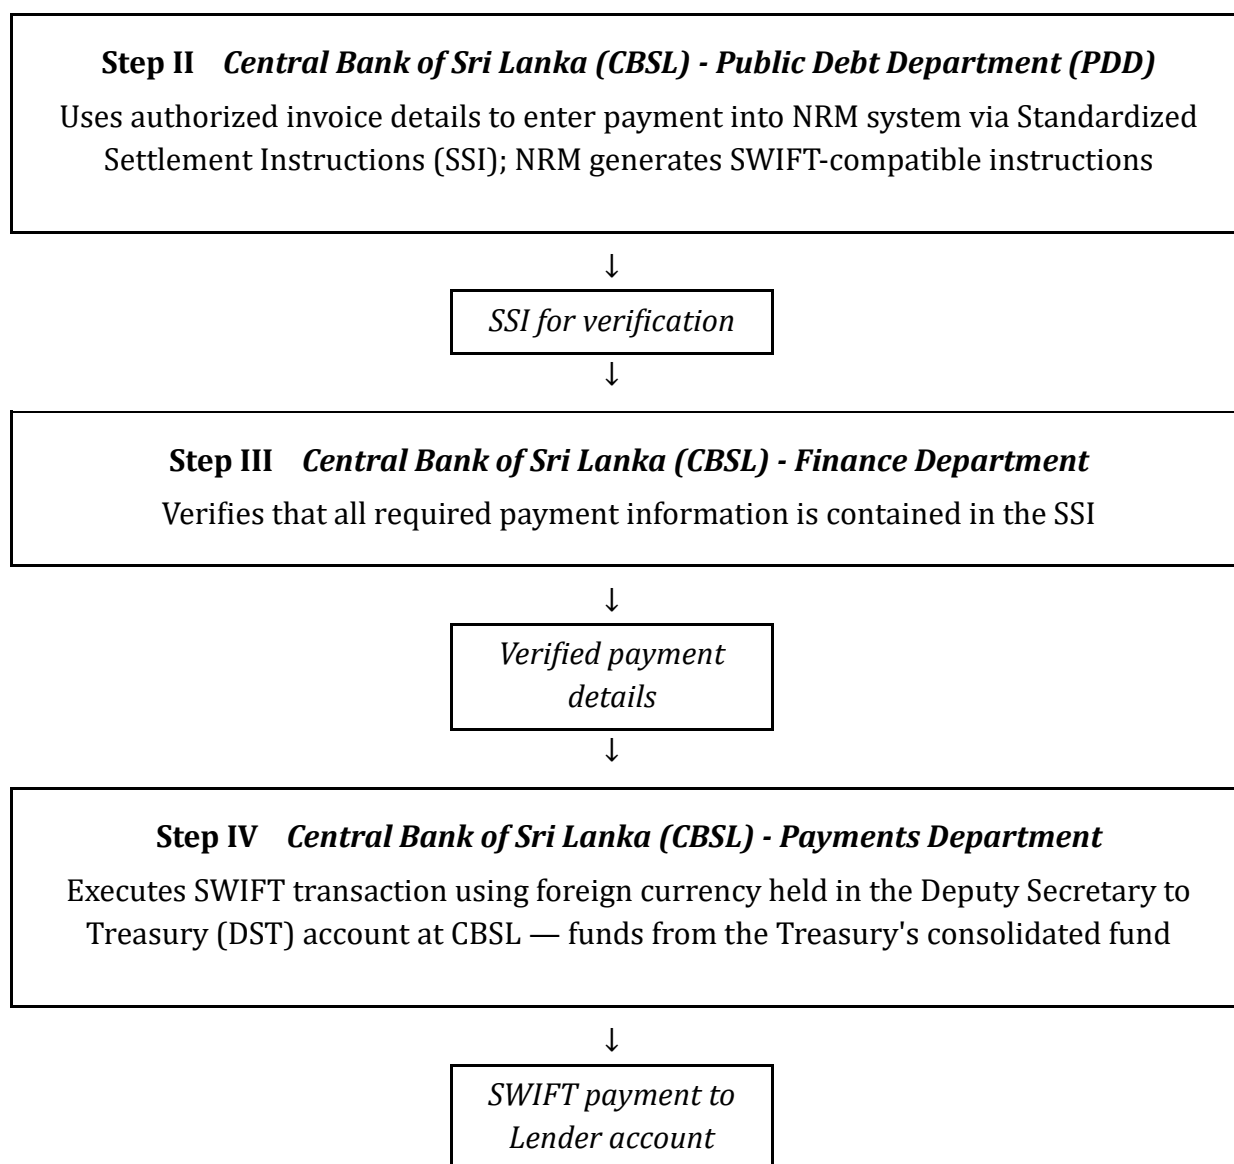 Step II Central Bank of Sri Lanka (CBSL) - Public Debt Department (PDD)
Uses authorized invoice details to enter payment into NRM system via Standardized
Settlement Instructions (SSI); NRM generates SWIFT-compatible instructions
↓
SSI for verification
↓
Step III Central Bank of Sri Lanka (CBSL) - Finance Department
Verifies that all required payment information is contained in the SSI
↓
Verified payment
details
↓
Step IV Central Bank of Sri Lanka (CBSL) - Payments Department
Executes SWIFT transaction using foreign currency held in the Deputy Secretary to
Treasury (DST) account at CBSL — funds from the Treasury's consolidated fund
↓
SWIFT payment to
Lender account